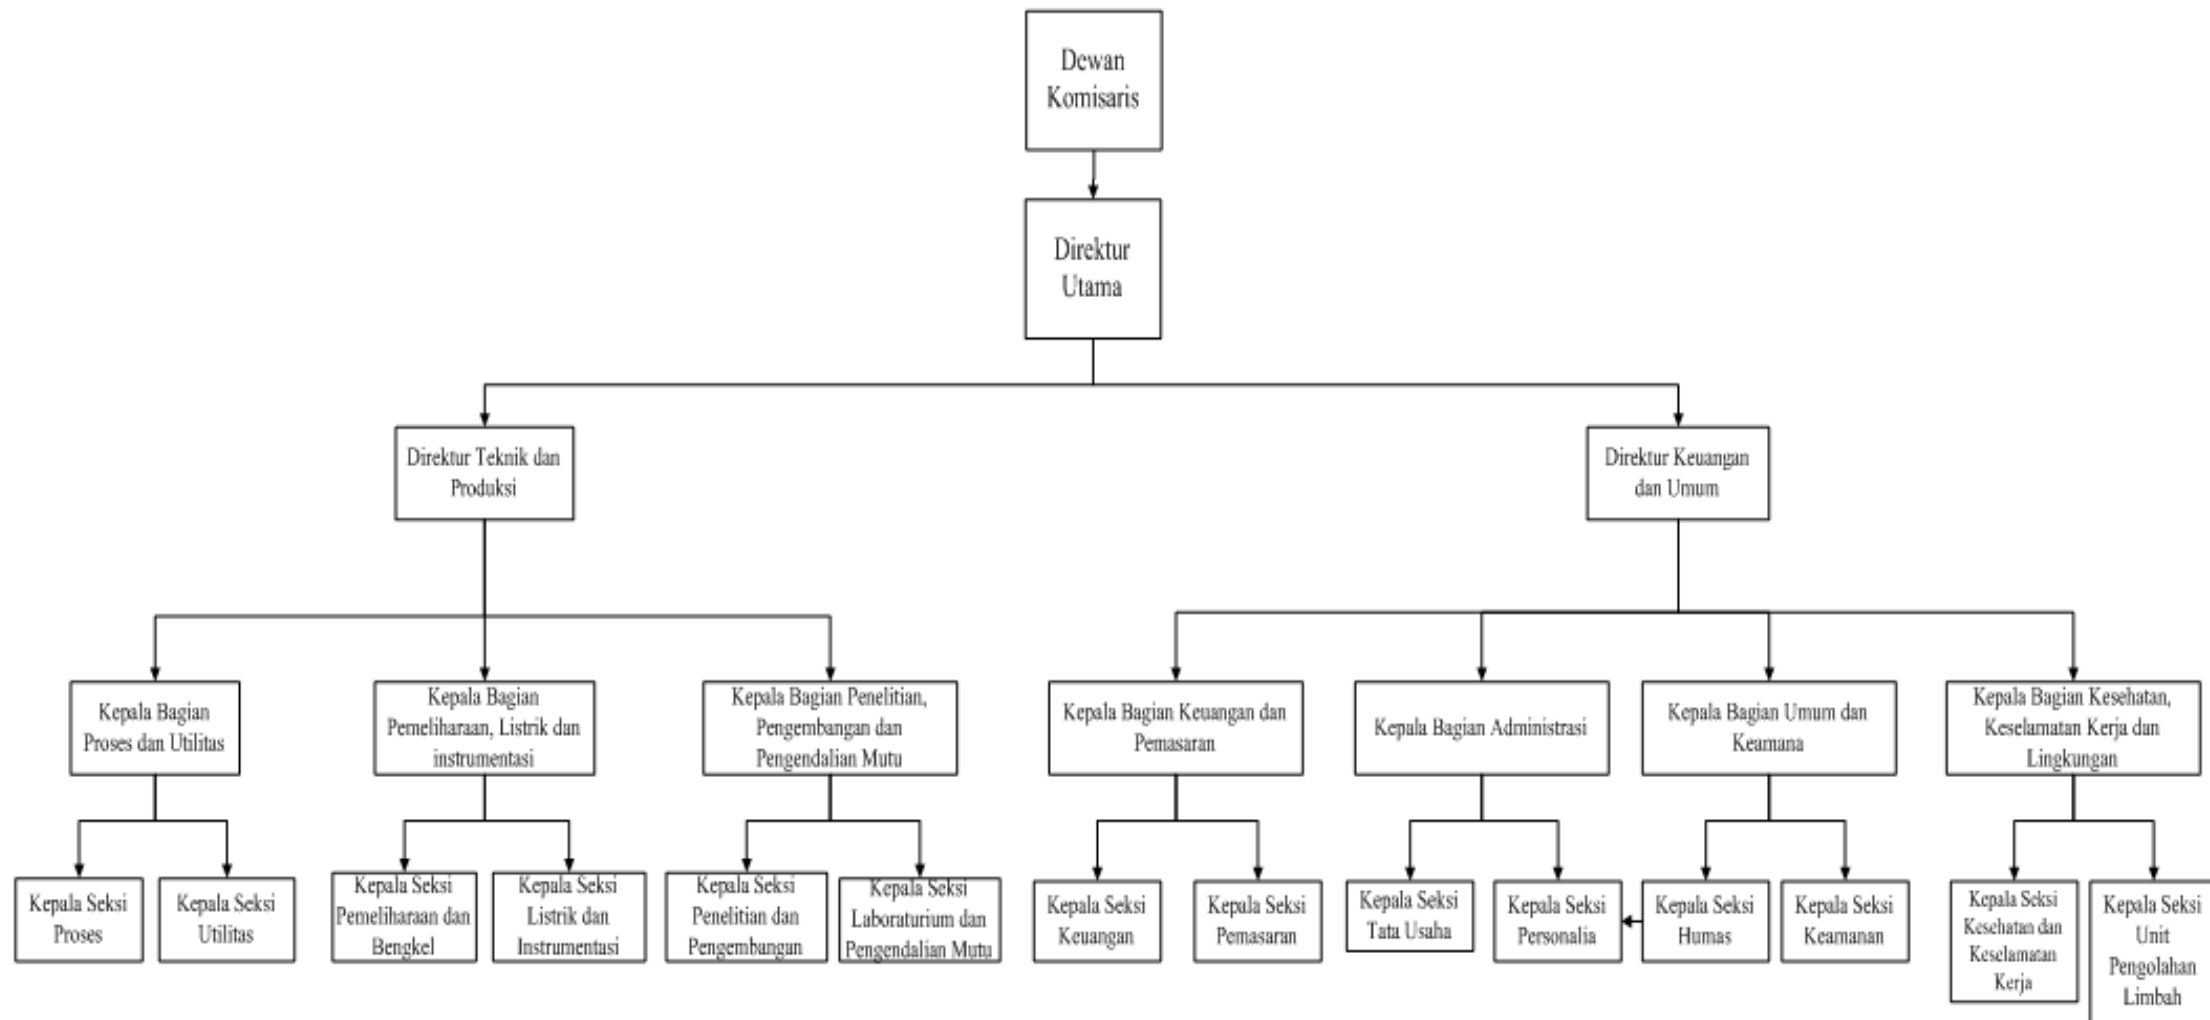 Dewan
Komisaris
Direktur
Utama
Direktur Teknik dan
Produksi
Direktur Keuangan
dan Umum
Kepala Bagian
Proses dan Utilitas
Kepala Bagian
Pemeliharaan, Listrik dan
instrumentasi
Kepala Bagian Penelitian,
Pengembangan dan
Pengendalian Mutu
Kepala Bagian Keuangan dan
Pemasaran
Kepala Bagian Administrasi
Kepala Bagian Umum dan
Keamana
Kepala Bagian Kesehatan,
Keselamatan Kerja dan
Lingkungan
Kepala Seksi
Proses
Kepala Seksi
Utilitas
Kepala Seksi
Pemeliharaan dan
Bengkel
Kepala Seksi
Listrik dan
Instrumentasi
Kepala Seksi
Penelitian dan
Pengembangan
Kepala Seksi
Laboraturium dan
Pengendalian Mutu
Kepala Seksi
Keuangan
Kepala Seksi
Pemasaran
Kepala Seksi
Tata Usaha
Kepala Seksi
Personalia
Kepala Seksi
Humas
Kepala Seksi
Keamanan
Kepala Seksi
Kesehatan dan
Keselamatan
Kerja
Kepala Seksi
Unit
Pengolahan
Limbah